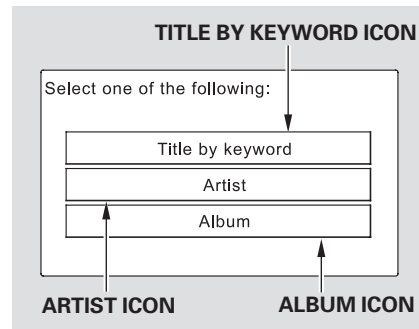 TITLE BY KEYWORD ICON
Select one of the following:
Title by keyword
Artist
Album
ARTIST ICON
ALBUM ICON